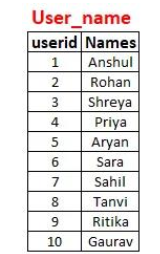 User_name
userid Names
1 Anshul
2 Rohan
3 Shreya
4 Priya
5 Aryan
6 Sara
7 Sahil
8 Tanvi
9 Ritika
10 Gaurav